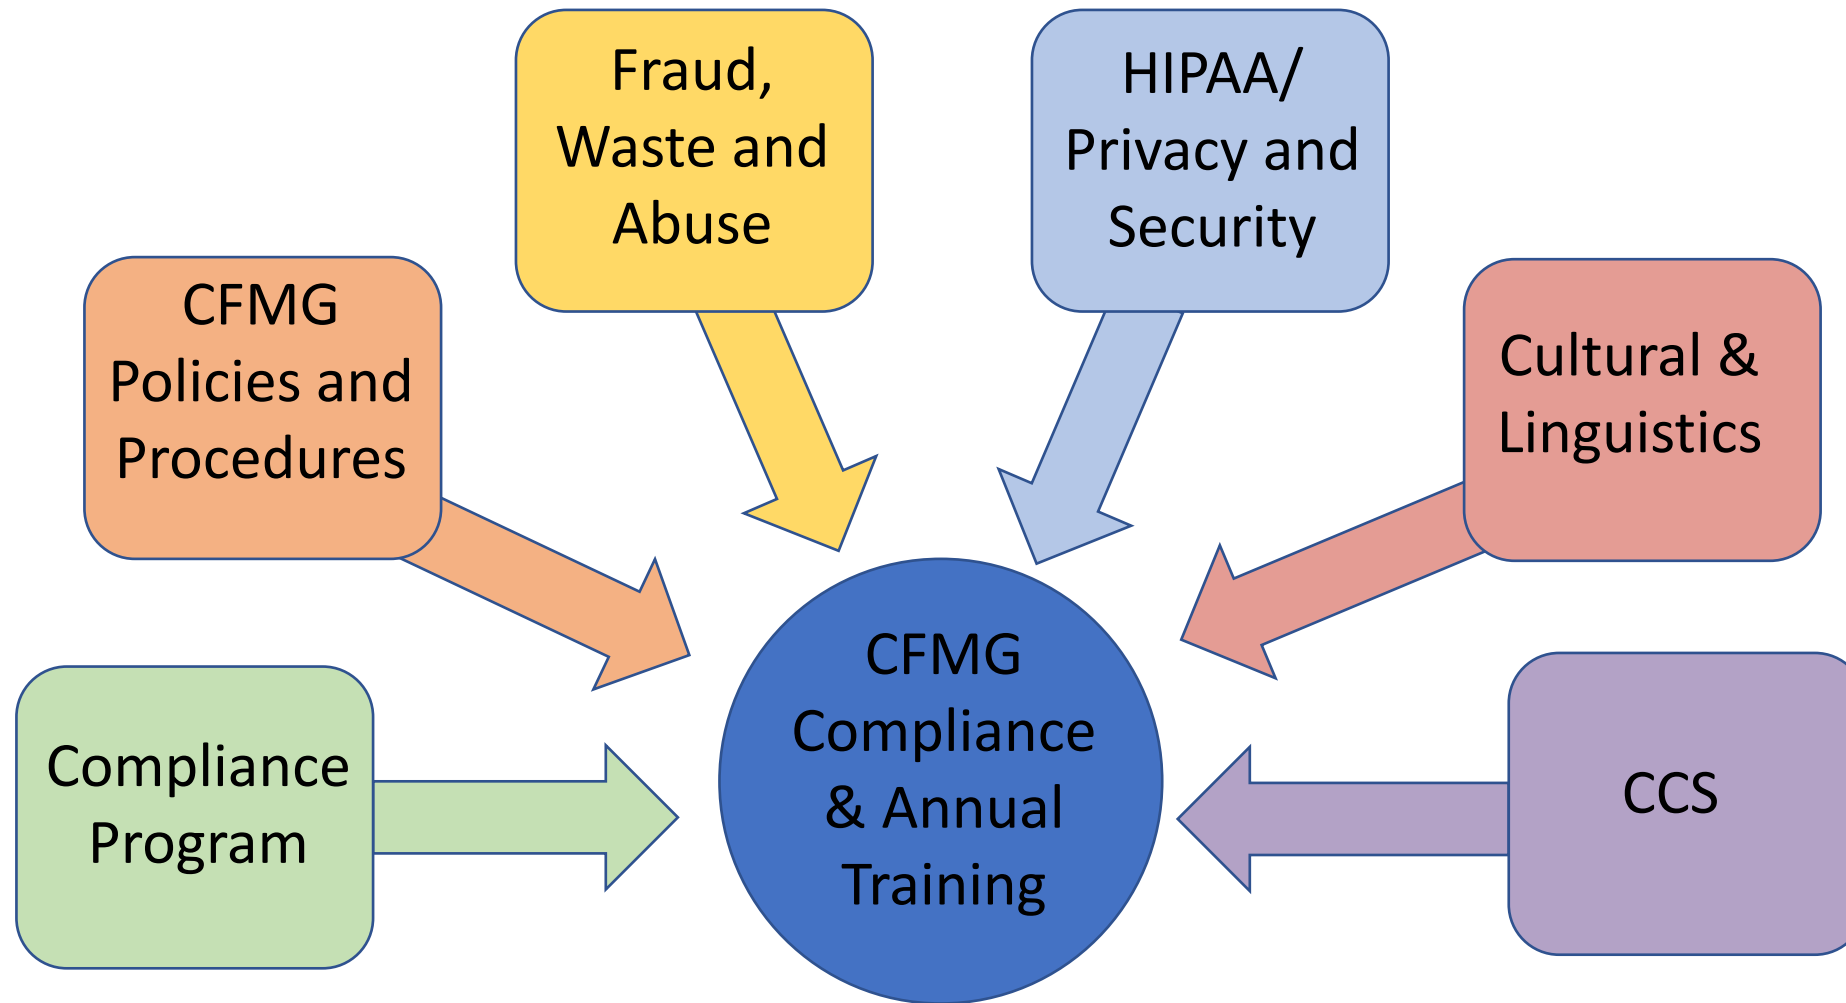 Fraud,
Waste and
Abuse
HIPAA/
Privacy and
Security
CFMG
Policies and
Procedures
Cultural &
Linguistics
Compliance
Program
CFMG
Compliance
& Annual
Training
CCS